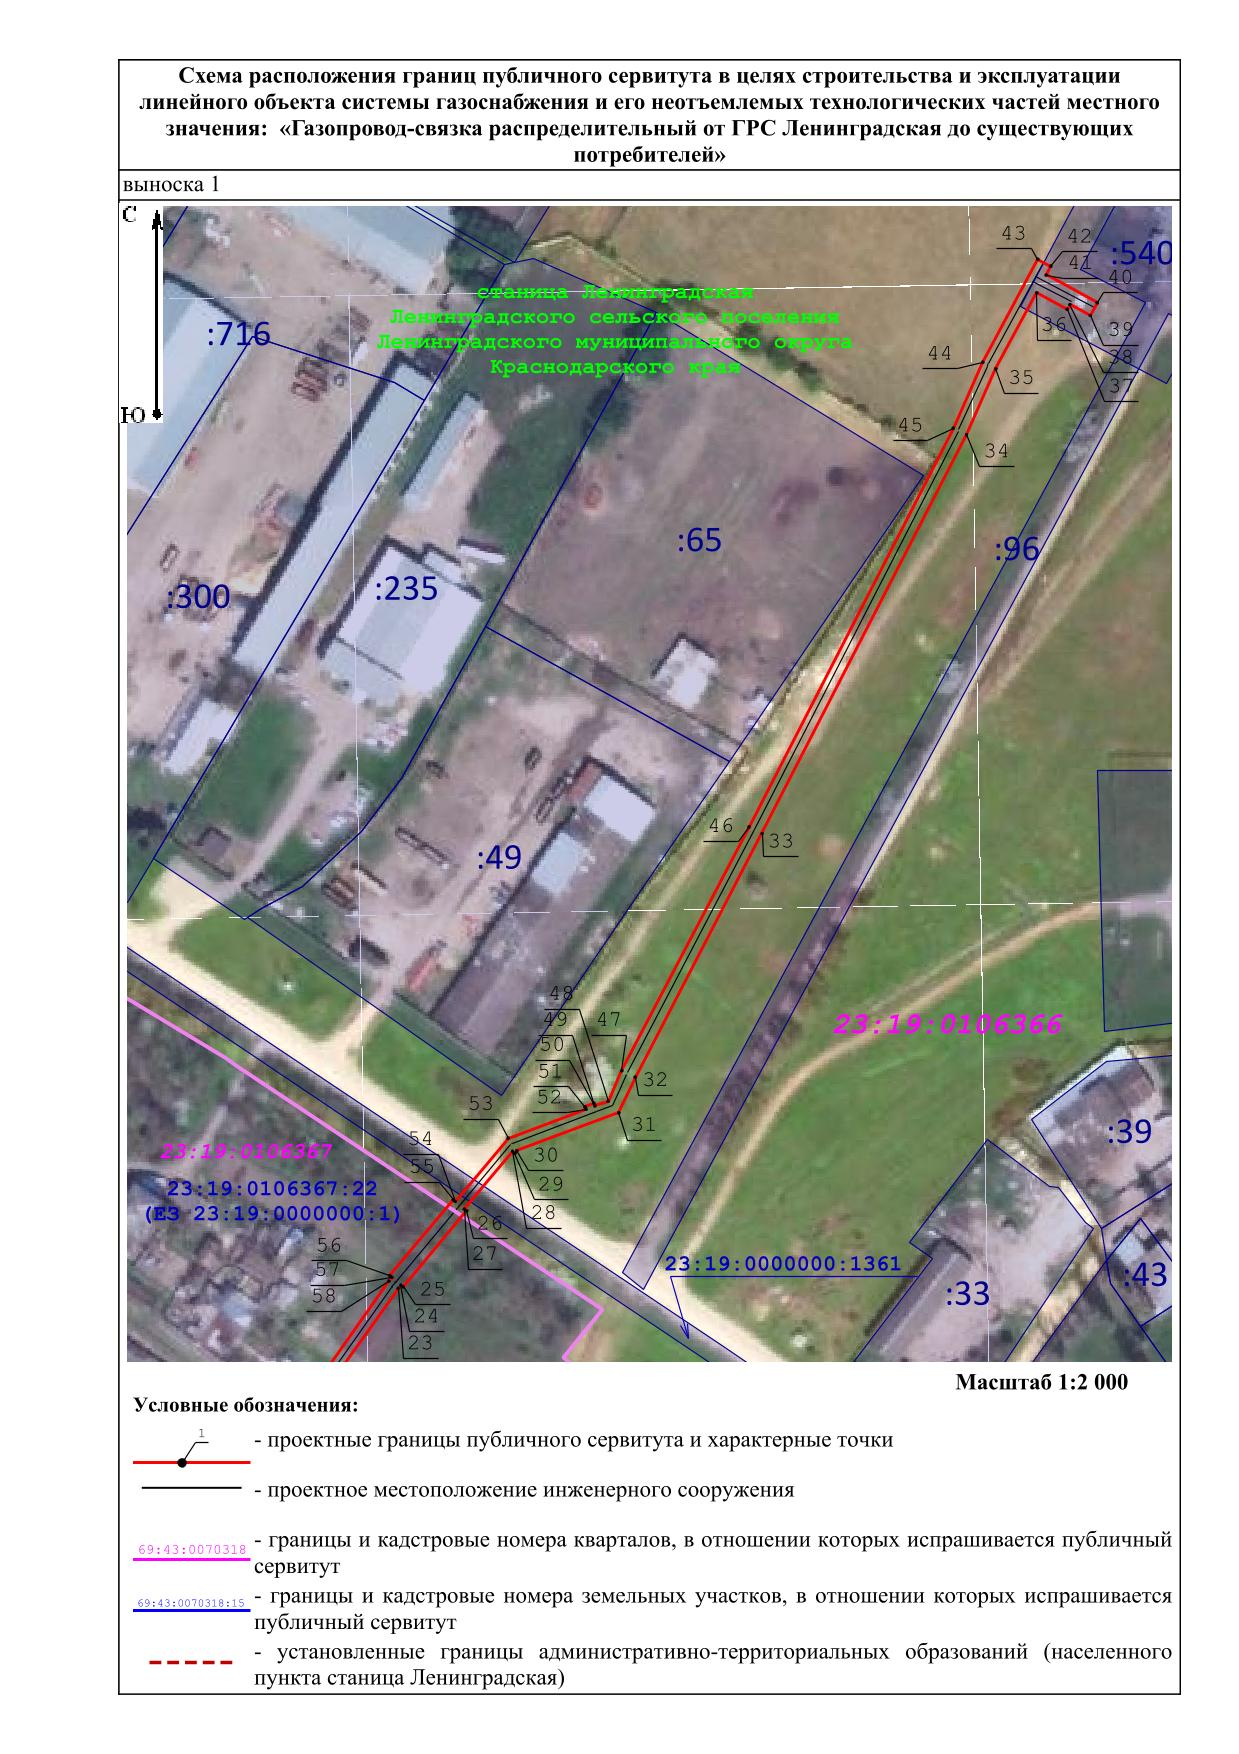 Схема расположения границ публичного сервитута в целях строительства и эксплуатации
линейного объекта системы газоснабжения и его неотъемлемых технологических частей местного
значения: «Газопровод-связка распределительный от ГРС Ленинградская до существующих
потребителей»
выноска 1
С
Ю
43
42
:540
41
40
станица Ленинградская
Ленинградского сельского поселения
Ленинградского муниципального округа
Краснодарского края
:716
36
39
38
37
44
35
45
34
:65
:96
:235
:300
46
33
:49
48
49
47
50
51
52
32
53
31
23:19:0106366
:39
54
55
30
29
28
23:19:0106367
23:19:0106367:22
(ЕЗ 23:19:0000000:1)
26
27
56
57
58
25
24
23
23:19:0000000:1361
:33
:43
Масштаб 1:2 000
Условные обозначения:
1
- проектные границы публичного сервитута и характерные точки
- проектное местоположение инженерного сооружения
69:43:0070318
- границы и кадстровые номера кварталов, в отношении которых испрашивается публичный
сервитут
69:43:0070318:15
- границы и кадстровые номера земельных участков, в отношении которых испрашивается
публичный сервитут
- установленные границы административно-территориальных образований (населенного
пункта станица Ленинградская)